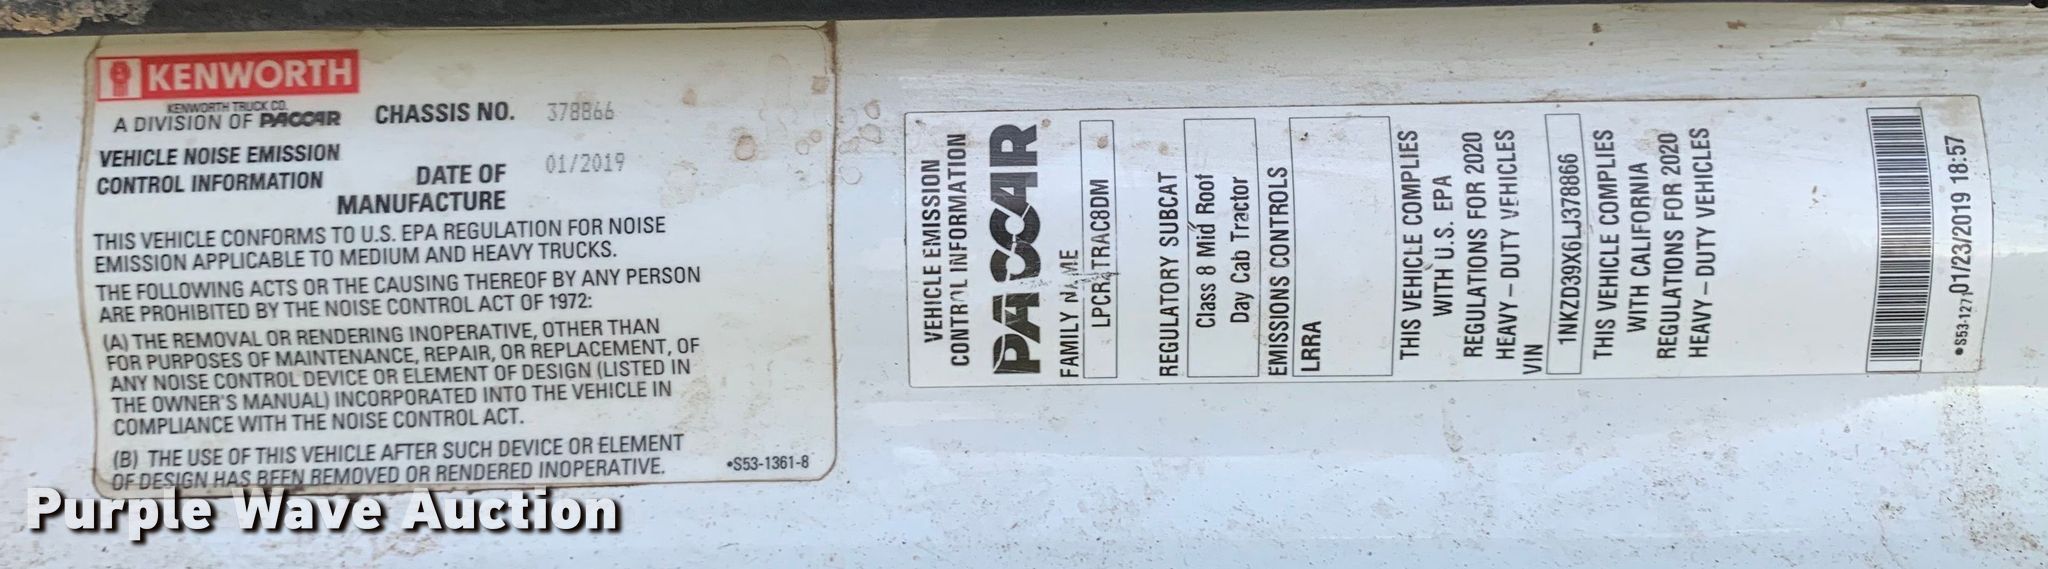 KENWORTH
KENWORTH TRUCK CO.
A DIVISION OF PACCAR
CHASSIS NO. 378866
VEHICLE NOISE EMISSION
CONTROL INFORMATION
DATE OF
MANUFACTURE
01/2019
THIS VEHICLE CONFORMS TO U.S. EPA REGULATION FOR NOISE
EMISSION APPLICABLE TO MEDIUM AND HEAVY TRUCKS.
THE FOLLOWING ACTS OR THE CAUSING THEREOF BY ANY PERSON
ARE PROHIBITED BY THE NOISE CONTROL ACT OF 1972:
(A) THE REMOVAL OR RENDERING INOPERATIVE, OTHER THAN
FOR PURPOSES OF MAINTENANCE, REPAIR, OR REPLACEMENT, OF
ANY NOISE CONTROL DEVICE OR ELEMENT OF DESIGN (LISTED IN
THE OWNER'S MANUAL) INCORPORATED INTO THE VEHICLE IN
COMPLIANCE WITH THE NOISE CONTROL ACT.
(B) THE USE OF THIS VEHICLE AFTER SUCH DEVICE OR ELEMENT
OF DESIGN HAS BEEN REMOVED OR RENDERED INOPERATIVE.
•S53-1361-8
VEHICLE EMISSION
CONTROL INFORMATION
PACCAR
FAMILY NAME
REGULATORY SUBCAT
Class 8 Mid Roof
Day Cab Tractor
EMISSIONS CONTROLS
LRRA
THIS VEHICLE COMPLIES
WITH U.S. EPA
REGULATIONS FOR 2020
HEAVY – DUTY VEHICLES
VIN
1NKZD39X6LJ378866
THIS VEHICLE COMPLIES
WITH CALIFORNIA
REGULATIONS FOR 2020
HEAVY – DUTY VEHICLES
•S53-1271
01/23/2019 18:57
Purple Wave Auction